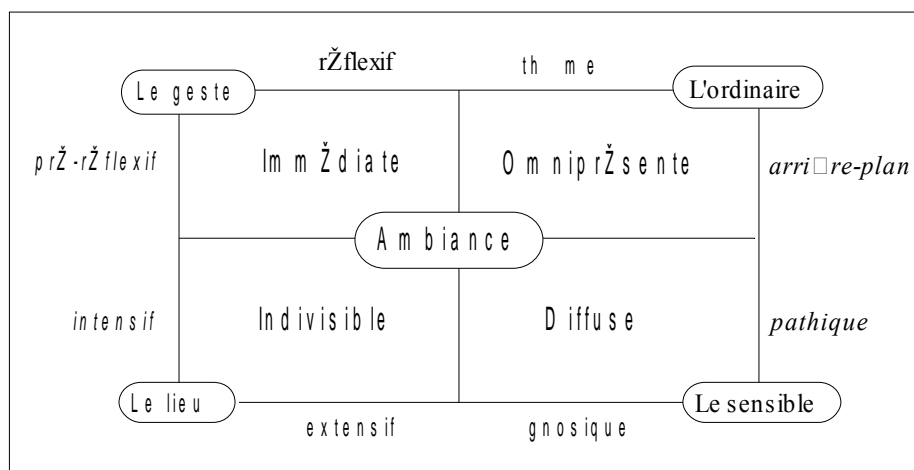 rŽflexif th me
Le geste L'ordinaire
prŽ-rŽflexif ImmŽdiate OmniprŽsente arri□re-plan
Ambiance
intensif Indivisible Diffuse pathique
Le lieu Le sensible
extensif gnosique